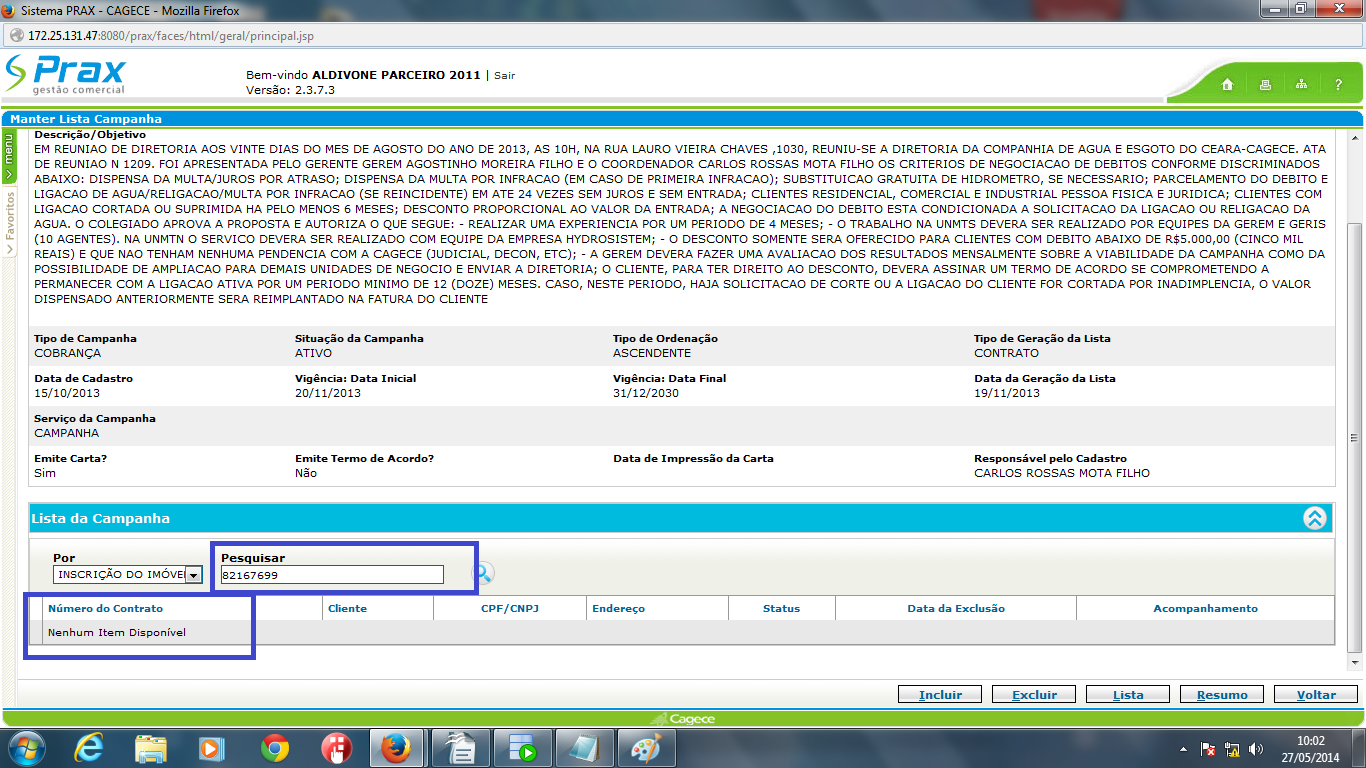 Sistema PRAX - CAGECE - Mozilla Firefox
172.25.131.47:8080/prax/faces/html/geral/principal.jsp
Prax
gestão comercial
Bem-vindo ALDIVONE PARCEIRO 2011 | Sair
Versão: 2.3.7.3
?
Manter Lista Campanha
menu
Favoritos
Descrição/Objetivo
EM REUNIAO DE DIRETORIA AOS VINTE DIAS DO MES DE AGOSTO DO ANO DE 2013, AS 10H, NA RUA LAURO VIEIRA CHAVES ,1030, REUNIU-SE A DIRETORIA DA COMPANHIA DE AGUA E ESGOTO DO CEARA-CAGECE. ATA
DE REUNIAO N 1209. FOI APRESENTADA PELO GERENTE GEREM AGOSTINHO MOREIRA FILHO E O COORDENADOR CARLOS ROSSAS MOTA FILHO OS CRITERIOS DE NEGOCIACAO DE DEBITOS CONFORME DISCRIMINADOS
ABAIXO: DISPENSA DA MULTA/JUROS POR ATRASO; DISPENSA DA MULTA POR INFRACAO (EM CASO DE PRIMEIRA INFRACAO); SUBSTITUICAO GRATUITA DE HIDROMETRO, SE NECESSARIO; PARCELAMENTO DO DEBITO E
LIGACAO DE AGUA/RELIGACAO/MULTA POR INFRACAO (SE REINCIDENTE) EM ATE 24 VEZES SEM JUROS E SEM ENTRADA; CLIENTES RESIDENCIAL, COMERCIAL E INDUSTRIAL PESSOA FISICA E JURIDICA; CLIENTES COM
LIGACAO CORTADA OU SUPRIMIDA HA PELO MENOS 6 MESES; DESCONTO PROPORCIONAL AO VALOR DA ENTRADA; A NEGOCIACAO DO DEBITO ESTA CONDICIONADA A SOLICITACAO DA LIGACAO OU RELIGACAO DA
AGUA. O COLEGIADO APROVA A PROPOSTA E AUTORIZA O QUE SEGUE: - REALIZAR UMA EXPERIENCIA POR UM PERIODO DE 4 MESES; - O TRABALHO NA UNMTS DEVERA SER REALIZADO POR EQUIPES DA GEREM E GERIS
(10 AGENTES). NA UNMTN O SERVICO DEVERA SER REALIZADO COM EQUIPE DA EMPRESA HYDROSISTEM; - O DESCONTO SOMENTE SERA OFERECIDO PARA CLIENTES COM DEBITO ABAIXO DE R$5.000,00 (CINCO MIL
REAIS) E QUE NAO TENHAM NENHUMA PENDENCIA COM A CAGECE (JUDICIAL, DECON, ETC); - A GEREM DEVERA FAZER UMA AVALIACAO DOS RESULTADOS MENSALMENTE SOBRE A VIABILIDADE DA CAMPANHA COMO DA
POSSIBILIDADE DE AMPLIACAO PARA DEMAIS UNIDADES DE NEGOCIO E ENVIAR A DIRETORIA; O CLIENTE, PARA TER DIREITO AO DESCONTO, DEVERA ASSINAR UM TERMO DE ACORDO SE COMPROMETENDO A
PERMANECER COM A LIGACAO ATIVA POR UM PERIODO MINIMO DE 12 (DOZE) MESES. CASO, NESTE PERIODO, HAJA SOLICITACAO DE CORTE OU A LIGACAO DO CLIENTE FOR CORTADA POR INADIMPLENCIA, O VALOR
DISPENSADO ANTERIORMENTE SERA REIMPLANTADO NA FATURA DO CLIENTE
Tipo de Campanha Situação da Campanha Tipo de Ordenação Tipo de Geração da Lista
COBRANÇA ATIVO ASCENDENTE CONTRATO
Data de Cadastro Vigência: Data Inicial Vigência: Data Final Data da Geração da Lista
15/10/2013 20/11/2013 31/12/2030 19/11/2013
Serviço da Campanha
CAMPANHA
Emite Carta? Emite Termo de Acordo? Data de Impressão da Carta Responsável pelo Cadastro
Sim Não CARLOS ROSSAS MOTA FILHO
Lista da Campanha
Por Pesquisar
INSCRIÇÃO DO IMÓVE 82167699
Número do Contrato Cliente CPF/CNPJ Endereço Status Data da Exclusão Acompanhamento
Nenhum Item Disponível
Incluir Excluir Lista Resumo Voltar
Cagece
10:02
27/05/2014